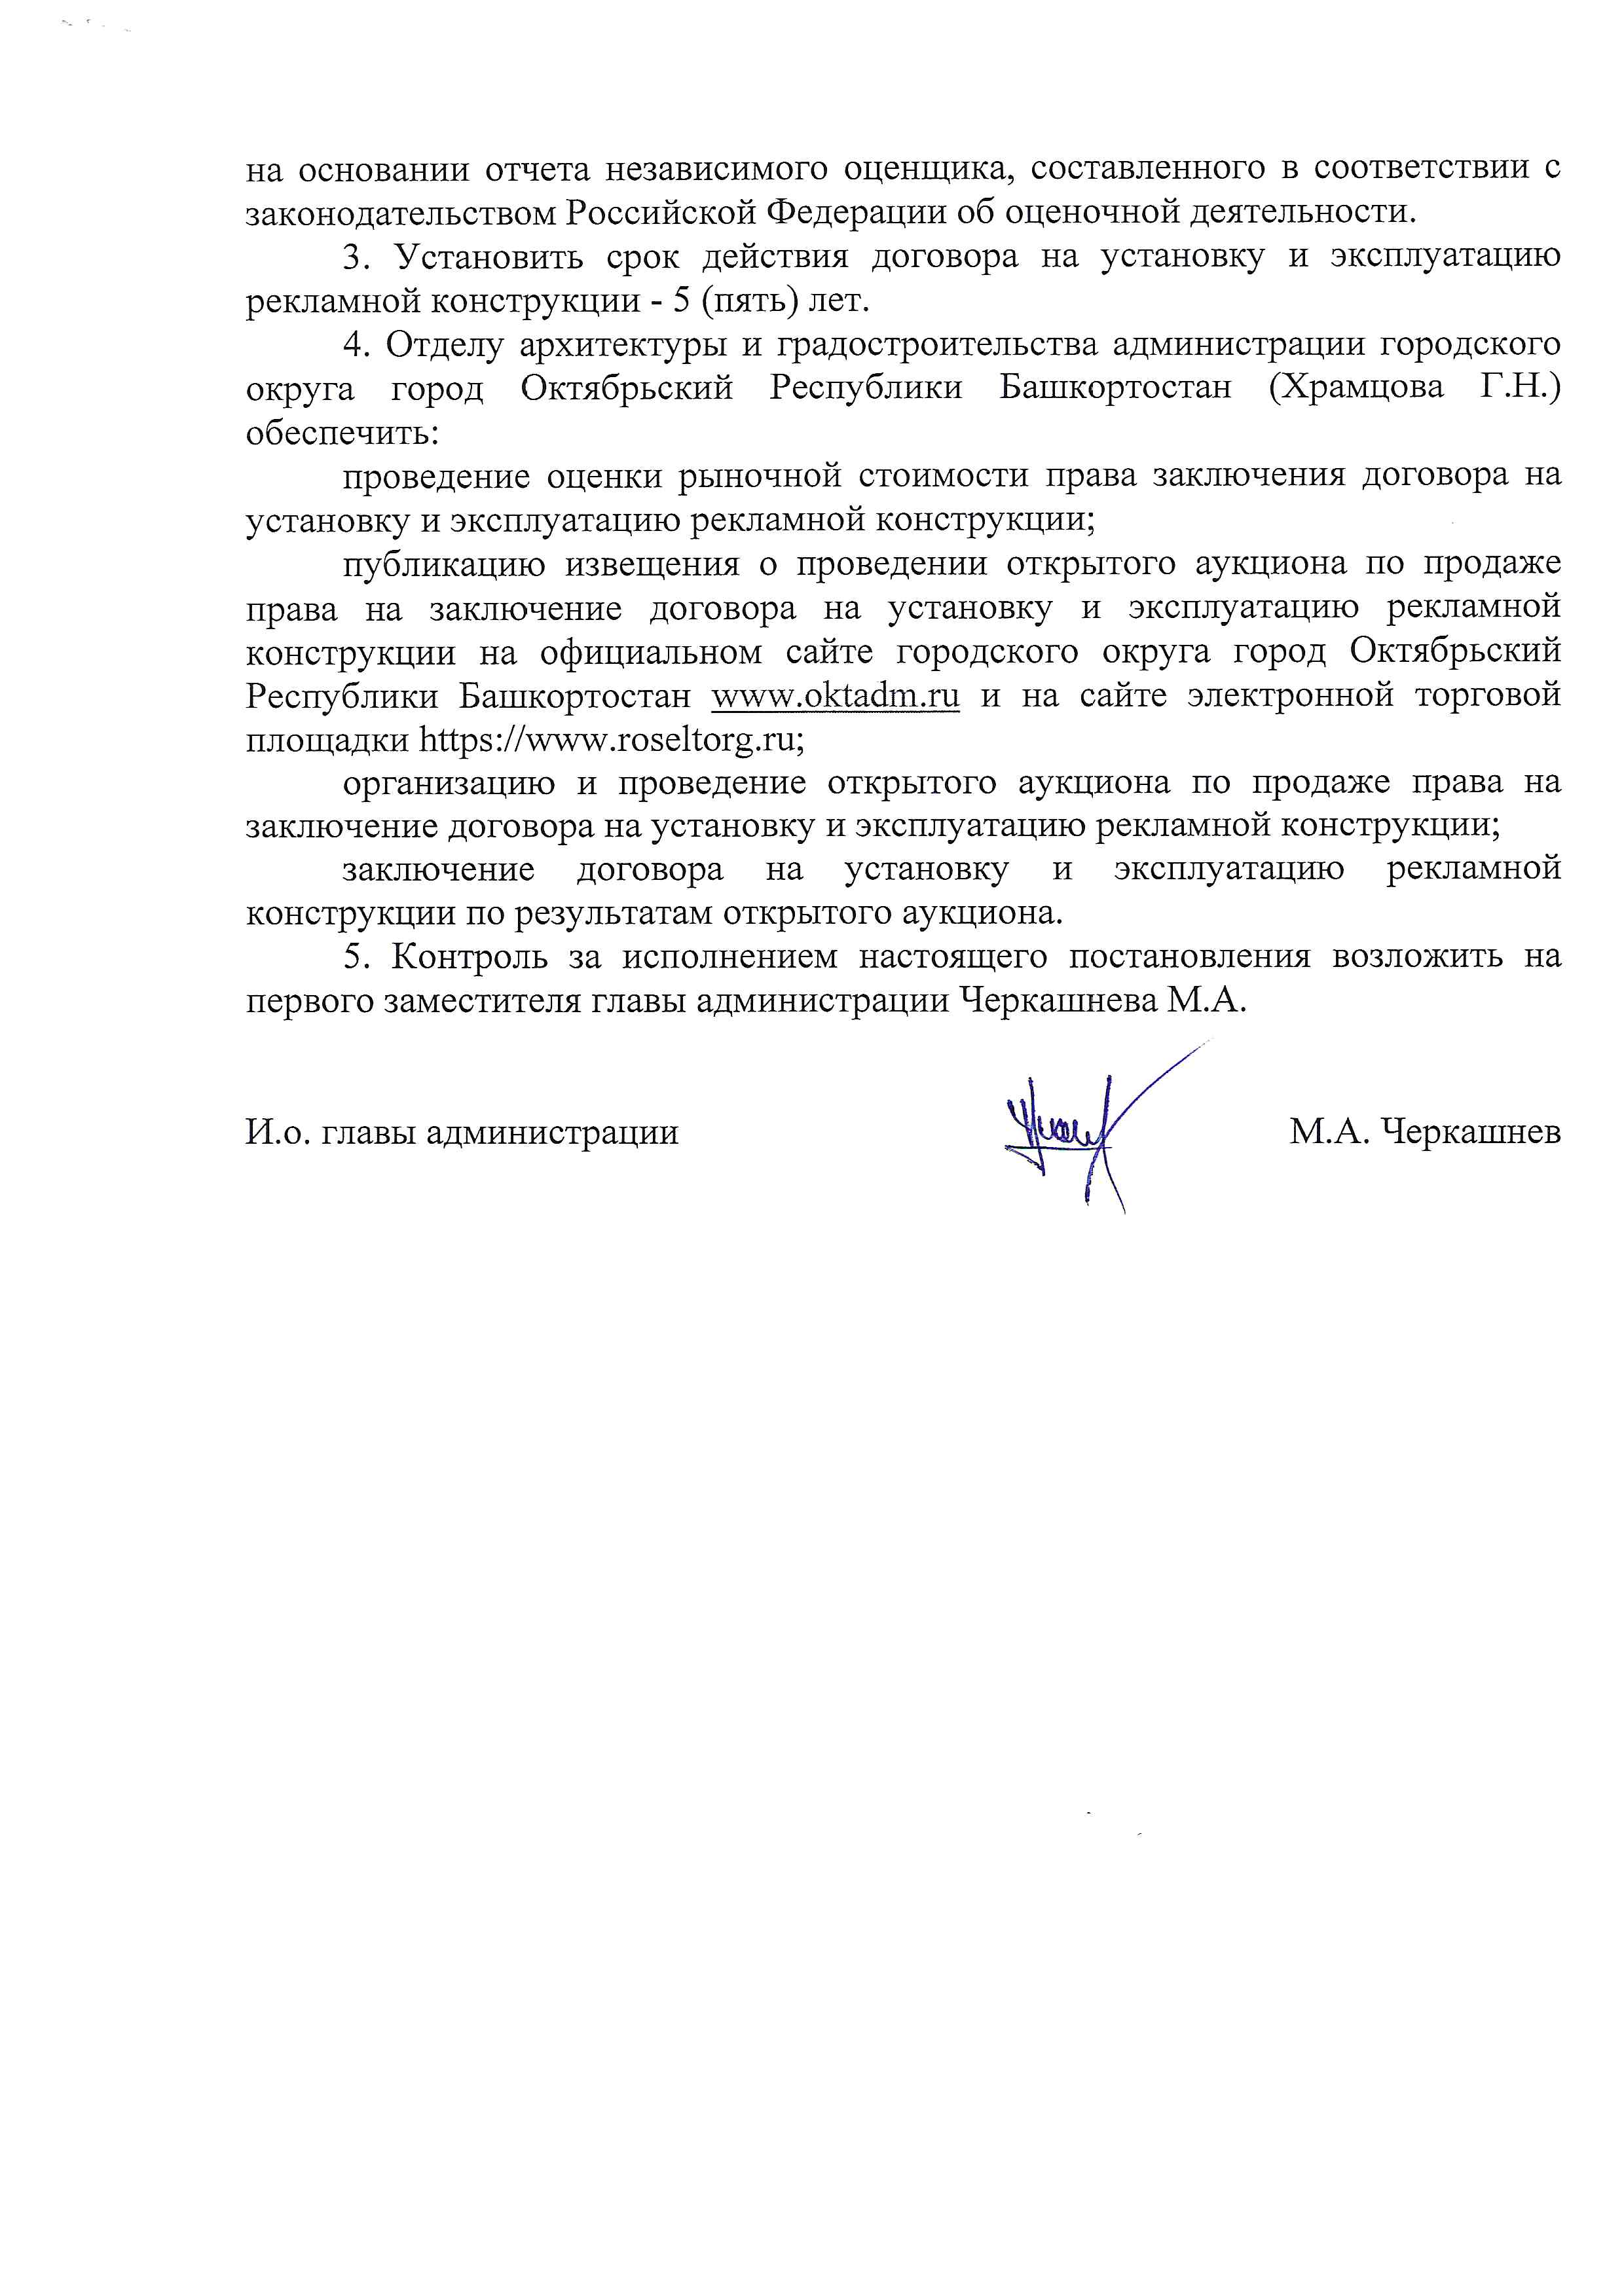 на основании отчета независимого оценщика, составленного в соответствии с
законодательством Российской Федерации об оценочной деятельности.
3. Установить срок действия договора на установку и эксплуатацию
рекламной конструкции - 5 (пять) лет.
4. Отделу архитектуры и градостроительства администрации городского
округа город Октябрьский Республики Башкортостан (Храмцова Г.Н.)
обеспечить:
проведение оценки рыночной стоимости права заключения договора на
установку и эксплуатацию рекламной конструкции;
публикацию извещения о проведении открытого аукциона по продаже
права на заключение договора на установку и эксплуатацию рекламной
конструкции на официальном сайте городского округа город Октябрьский
Республики Башкортостан www.oktadm.ru и на сайте электронной торговой
площадки https://www.roseltorg.ru;
организацию и проведение открытого аукциона по продаже права на
заключение договора на установку и эксплуатацию рекламной конструкции;
заключение договора на установку и эксплуатацию рекламной
конструкции по результатам открытого аукциона.
5. Контроль за исполнением настоящего постановления возложить на
первого заместителя главы администрации Черкашнева М.А.
И.о. главы администрации М.А. Черкашнев